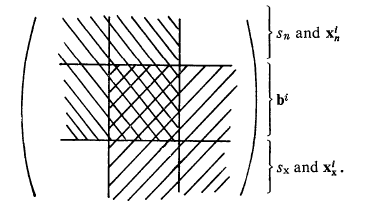 s_n and x_n^i
b^i
s_x and x_x^i.